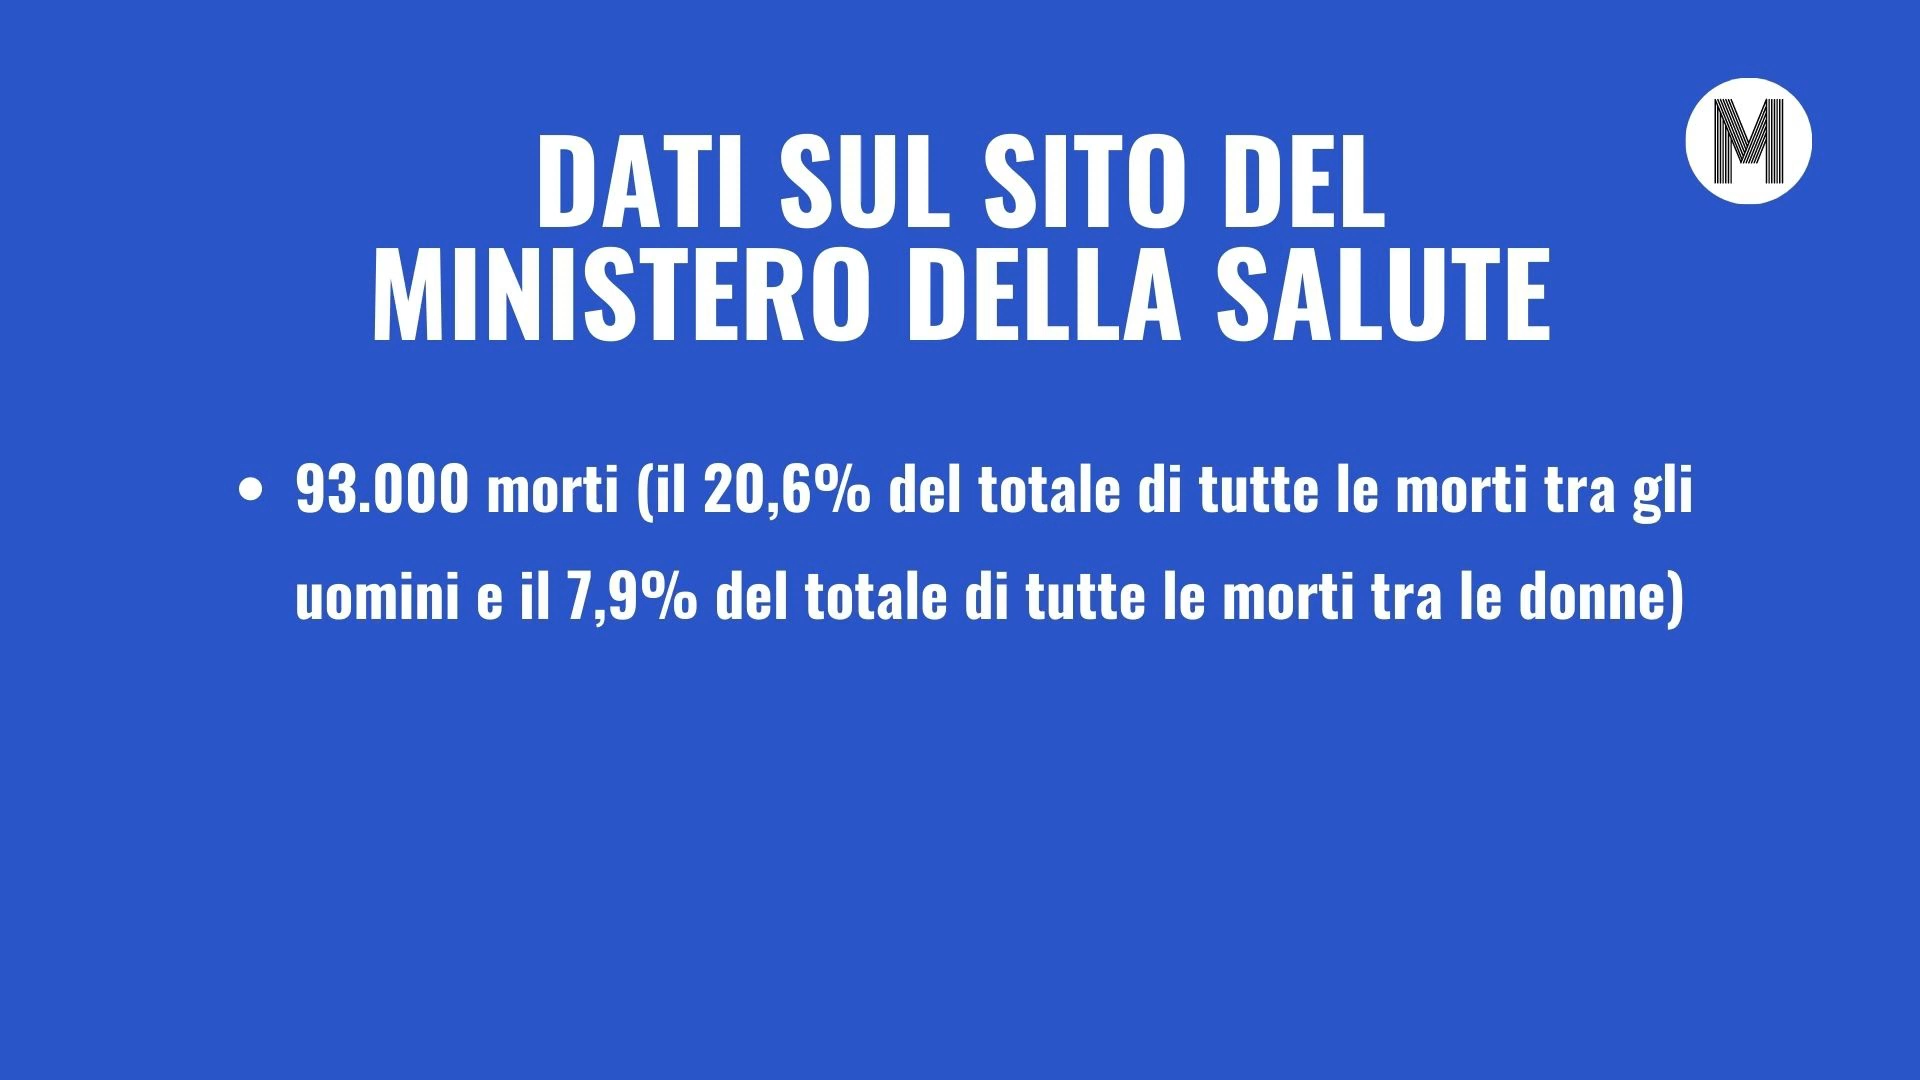 M
DATI SUL SITO DEL
MINISTERO DELLA SALUTE
• 93.000 morti (il 20,6% del totale di tutte le morti tra gli
uomini e il 7,9% del totale di tutte le morti tra le donne)